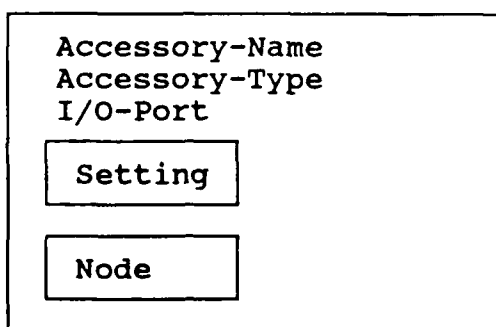 Accessory-Name
Accessory-Type
I/O-Port
Setting
Node